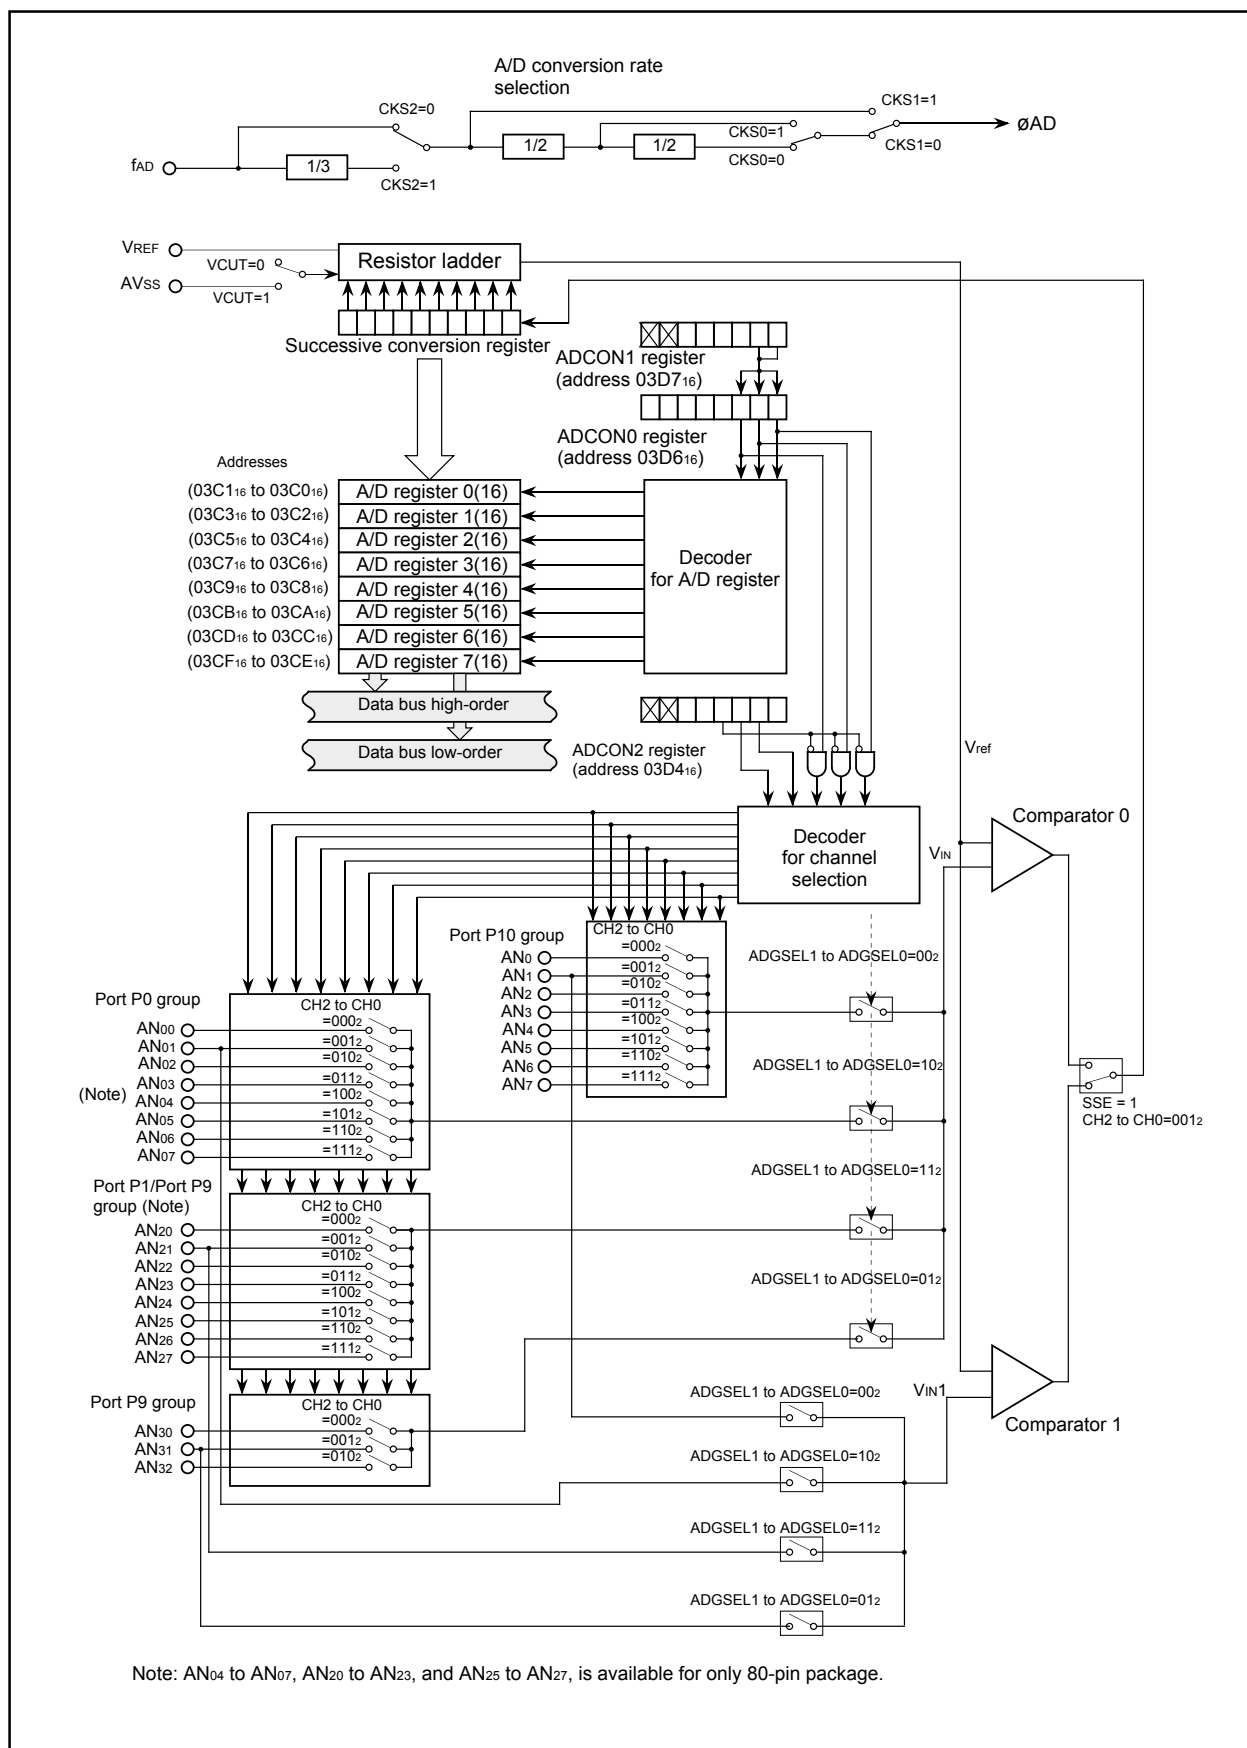 A/D conversion rate
selection
CKS2=0
CKS1=1
CKS0=1
øAD
1/2
1/2
CKS0=0
CKS1=0
fAD
1/3
CKS2=1
VREF
VCUT=0
Resistor ladder
AVSS
VCUT=1
Successive conversion register
ADCON1 register
(address 03D716)
ADCON0 register
(address 03D616)
Addresses
(03C116 to 03C016)
A/D register 0(16)
(03C316 to 03C216)
A/D register 1(16)
(03C516 to 03C416)
A/D register 2(16)
(03C716 to 03C616)
A/D register 3(16)
(03C916 to 03C816)
A/D register 4(16)
(03CB16 to 03CA16)
A/D register 5(16)
(03CD16 to 03CC16)
A/D register 6(16)
(03CF16 to 03CE16)
A/D register 7(16)
Decoder
for A/D register
Data bus high-order
Data bus low-order
ADCON2 register
(address 03D416)
Vref
Decoder
for channel
selection
Comparator 0
VIN
Port P10 group
CH2 to CH0
AN0
=0002
AN1
=0012
AN2
=0102
AN3
=0112
AN4
=1002
AN5
=1012
AN6
=1102
AN7
=1112
ADGSEL1 to ADGSEL0=002
ADGSEL1 to ADGSEL0=102
ADGSEL1 to ADGSEL0=112
ADGSEL1 to ADGSEL0=012
SSE = 1
CH2 to CH0=0012
Port P0 group
CH2 to CH0
(Note)
AN00
=0002
AN01
=0012
AN02
=0102
AN03
=0112
AN04
=1002
AN05
=1012
AN06
=1102
AN07
=1112
Port P1/Port P9
group (Note)
CH2 to CH0
AN20
=0002
AN21
=0012
AN22
=0102
AN23
=0112
AN24
=1002
AN25
=1012
AN26
=1102
AN27
=1112
Port P9 group
CH2 to CH0
AN30
=0002
AN31
=0012
AN32
=0102
VIN1
Comparator 1
ADGSEL1 to ADGSEL0=002
ADGSEL1 to ADGSEL0=102
ADGSEL1 to ADGSEL0=112
ADGSEL1 to ADGSEL0=012
Note: AN04 to AN07, AN20 to AN23, and AN25 to AN27, is available for only 80-pin package.